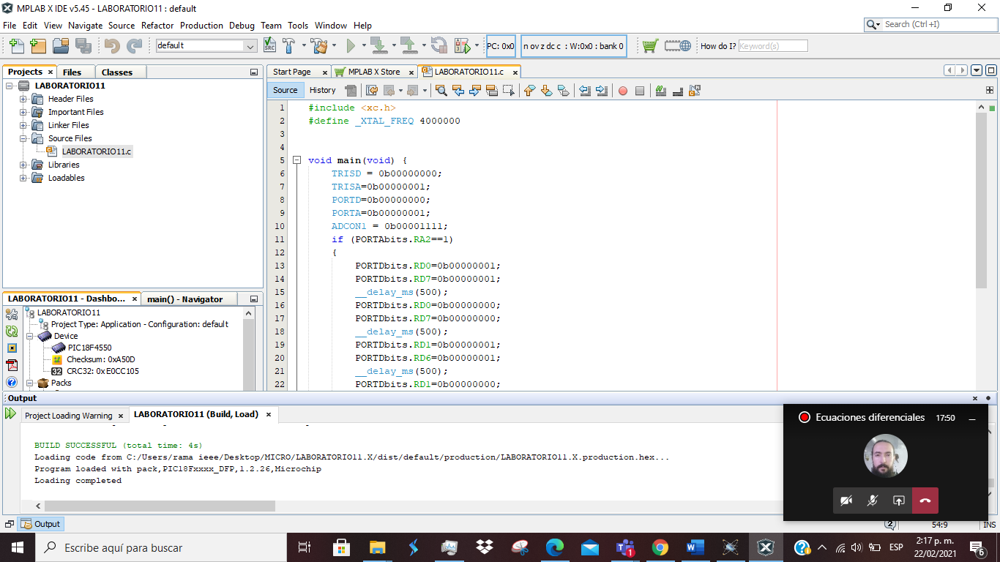 MPLAB X IDE v5.45 - LABORATORIO11 : default
File Edit View Navigate Source Refactor Production Debug Team Tools Window Help
Search (Ctrl+I)
default
PC: 0x0
n ov z dc c : W:0x0 : bank 0
How do I?
Keyword(s)
Projects
Files
Classes
LABORATORIO11
Header Files
Important Files
Linker Files
Source Files
LABORATORIO11.c
Libraries
Loadables
Start Page
MPLAB X Store
LABORATORIO11.c
Source
History
1 #include <xc.h>
2 #define _XTAL_FREQ 4000000
3
4
5 void main(void) {
6 TRISD = 0b00000000;
7 TRISA=0b00000001;
8 PORTD=0b00000000;
9 PORTA=0b00000001;
10 ADCON1 = 0b00001111;
11 if (PORTAbits.RA2==1)
12 {
13 PORTDbits.RD0=0b00000001;
14 PORTDbits.RD7=0b00000001;
15 __delay_ms(500);
16 PORTDbits.RD0=0b00000000;
17 PORTDbits.RD7=0b00000000;
18 __delay_ms(500);
19 PORTDbits.RD1=0b00000001;
20 PORTDbits.RD6=0b00000001;
21 __delay_ms(500);
22 PORTDbits.RD1=0b00000000;
LABORATORIO11 - Dashbo...
main() - Navigator
LABORATORIO11
Project Type: Application - Configuration: default
Device
PIC18F4550
Checksum: 0xA50D
32 CRC32: 0xE0CC105
Packs
Output
Project Loading Warning
LABORATORIO11 (Build, Load)
BUILD SUCCESSFUL (total time: 4s)
Loading code from C:/Users/rama ieee/Desktop/MICRO/LABORATORIO11.X/dist/default/production/LABORATORIO11.X.production.hex...
Program loaded with pack,PIC18Fxxxx_DFP,1.2.26,Microchip
Loading completed
Ecuaciones diferenciales 17:50
Output
2
54:9
INS
Escribe aquí para buscar
1
ESP
2:17 p. m.
22/02/2021
6